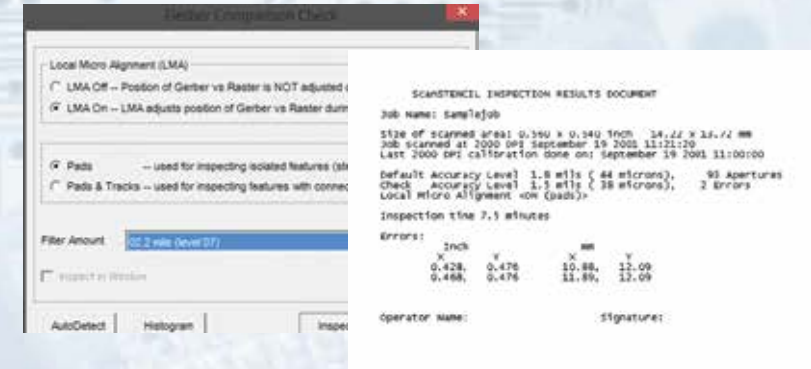 Gerber Comparison Check
Local Micro Alignment (LMA)
LMA Off -- Position of Gerber vs Raster is NOT adjusted
LMA On -- LMA adjusts position of Gerber vs Raster
Pads -- used for inspecting isolated features
Pads & Tracks -- used for inspecting features with
Filter Amount
mils (level 07)
Inspect in Window
AutoDetect
Histogram
ScanSTENCIL INSPECTION RESULTS DOCUMENT
Job Name: Samplejob
Size of scanned area: 0.560 x 0.540 inch 14.22 x 13.72 mm
Job scanned at 2000 DPI September 19 2001 11:21:20
Last 2000 DPI calibration done on: September 19 2001 11:00:00
Default Accuracy Level 1.8 mils ( 44 microns), 93 Apertures
Check Accuracy Level 1.5 mils ( 38 microns), 2 Errors
Local Micro Alignment <ON (pads)>
Inspection time 7.5 minutes
Errors:
Inch mm
X Y X Y
0.428, 0.476 10.88, 12.09
0.468, 0.476 11.89, 12.09
Operator Name: Signature: